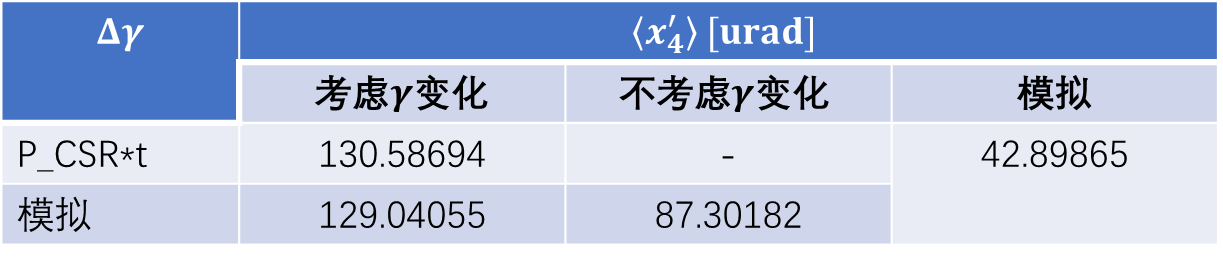 Δγ ⟨x′₄⟩ [urad]
考虑γ变化 不考虑γ变化 模拟
P_CSR*t 130.58694 - 42.89865
模拟 129.04055 87.30182